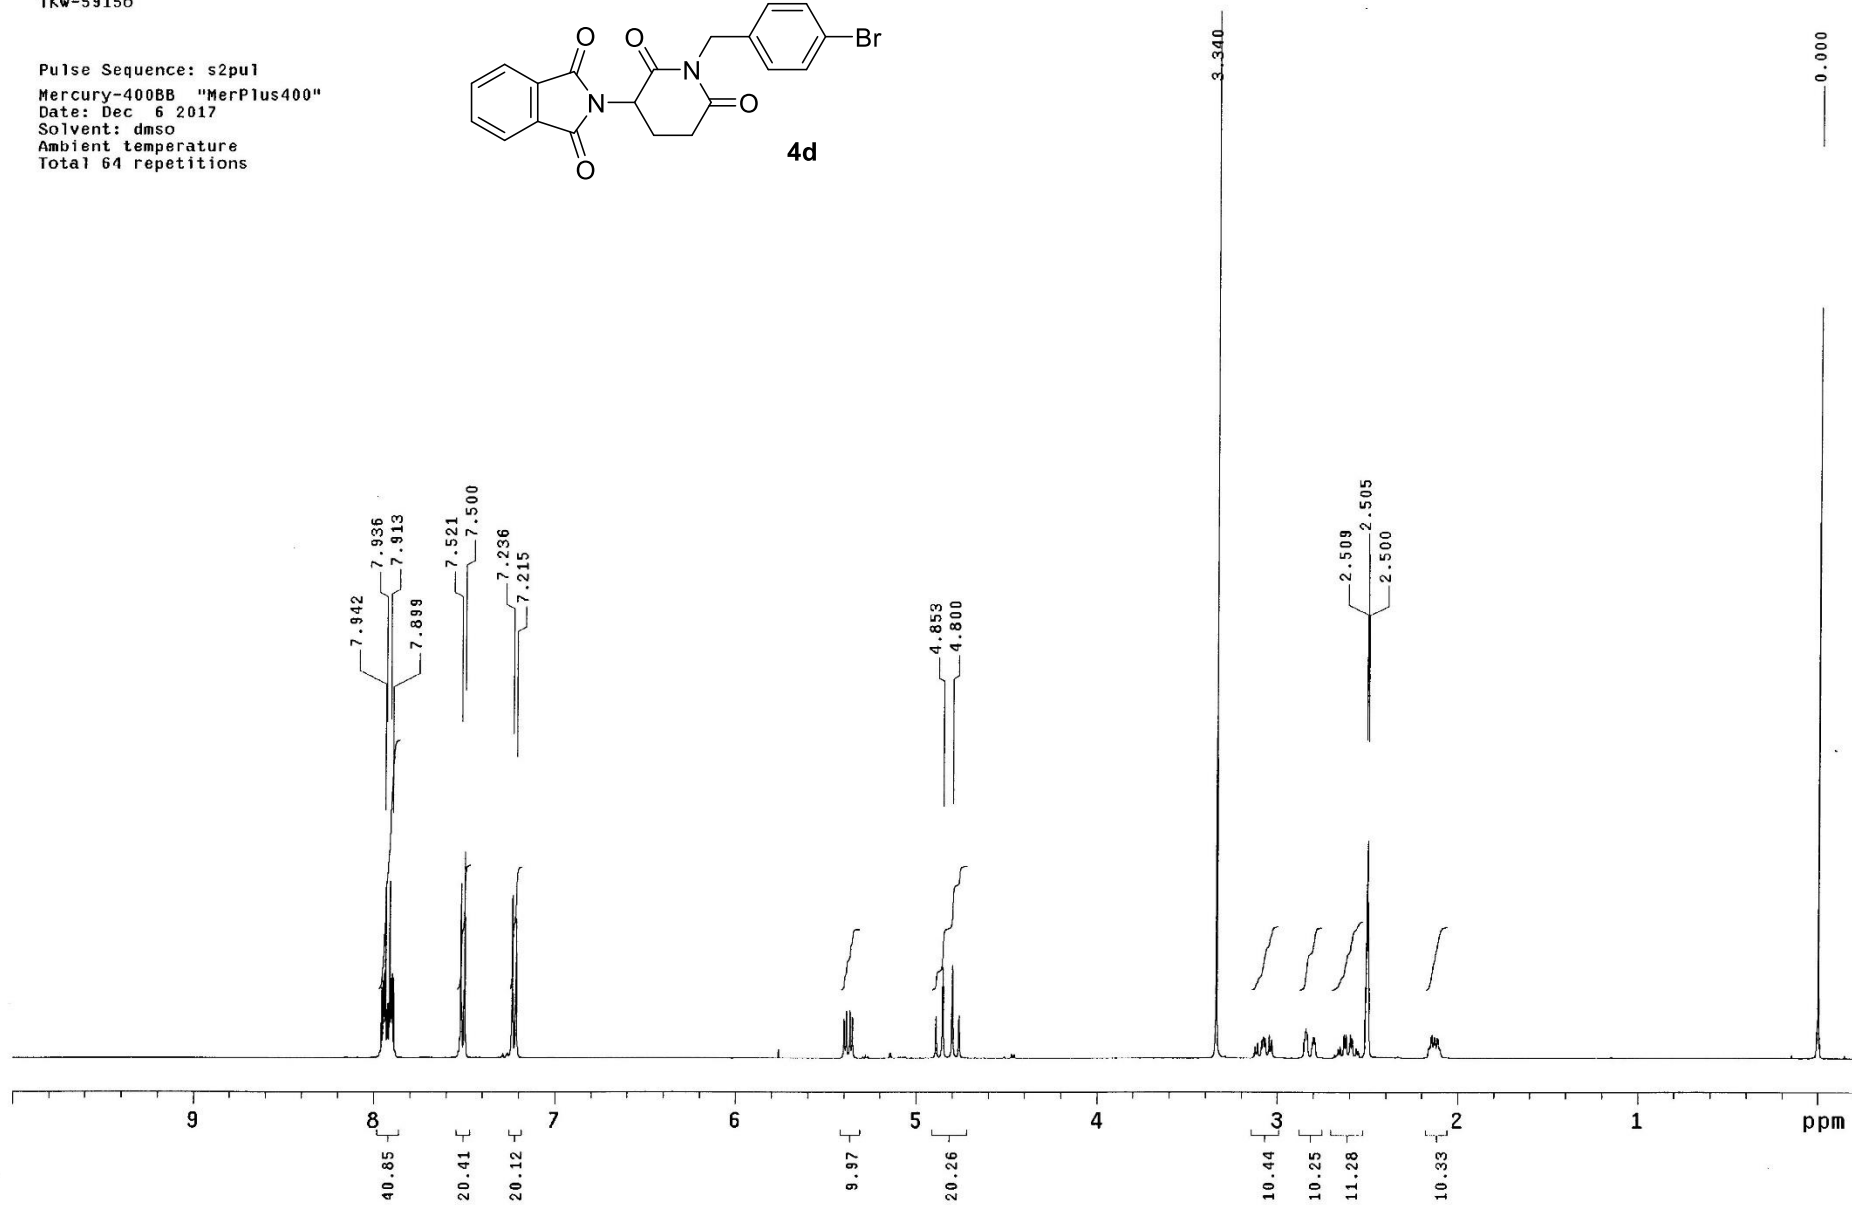 TKW-59156
Pulse Sequence: s2pul
Mercury-400BB "MerPlus400"
Date: Dec 6 2017
Solvent: dmso
Ambient temperature
Total 64 repetitions
O
O
N
Br
N
O
O
O
4d
3.340
0.000
7.942
7.936
7.913
7.899
7.521
7.500
7.236
7.215
4.853
4.800
2.509
2.505
2.500
9 8 7 6 5 4 3 2 1 ppm
40.85
20.41
20.12
9.97
20.26
10.44
10.25
11.28
10.33